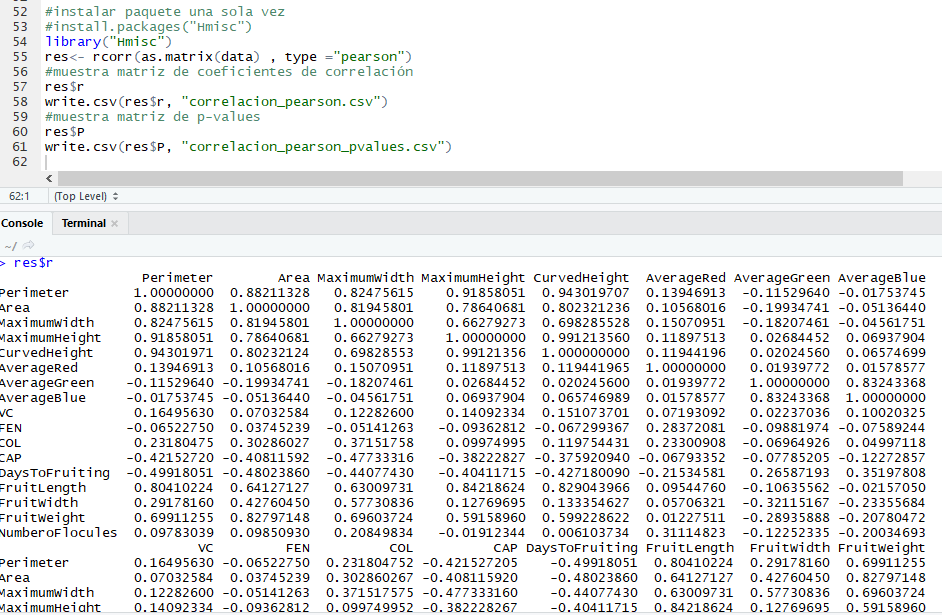 52 #instalar paquete una sola vez
53 #install.packages("Hmisc")
54 library("Hmisc")
55 res<- rcorr(as.matrix(data) , type ="pearson")
56 #muestra matriz de coeficientes de correlación
57 res$r
58 write.csv(res$r, "correlacion_pearson.csv")
59 #muestra matriz de p-values
60 res$P
61 write.csv(res$P, "correlacion_pearson_pvalues.csv")
62
62:1 (Top Level)
Console Terminal
~/
> res$r
Perimeter Area MaximumWidth MaximumHeight CurvedHeight AverageRed AverageGreen AverageBlue
Perimeter 1.00000000 0.88211328 0.82475615 0.91858051 0.943019707 0.13946913 -0.11529640 -0.01753745
Area 0.88211328 1.00000000 0.81945801 0.78640681 0.802321236 0.10568016 -0.19934741 -0.05136440
MaximumWidth 0.82475615 0.81945801 1.00000000 0.66279273 0.698285528 0.15070951 -0.18207461 -0.04561751
MaximumHeight 0.91858051 0.78640681 0.66279273 1.00000000 0.991213560 0.11897513 0.02684452 0.06937904
CurvedHeight 0.94301971 0.80232124 0.69828553 0.99121356 1.000000000 0.11944196 0.02024560 0.06574699
AverageRed 0.13946913 0.10568016 0.15070951 0.11897513 0.119441965 1.00000000 0.01939772 0.01578577
AverageGreen -0.11529640 -0.19934741 -0.18207461 0.02684452 0.020245600 0.01939772 1.00000000 0.83243368
AverageBlue -0.01753745 -0.05136440 -0.04561751 0.06937904 0.065746989 0.01578577 0.83243368 1.00000000
VC 0.16495630 0.07032584 0.12282600 0.14092334 0.151073701 0.07193092 0.02237036 0.10020325
FEN -0.06522750 0.03745239 -0.05141263 -0.09362812 -0.067299367 0.28372081 -0.09881974 -0.07589244
COL 0.23180475 0.30286027 0.37151758 0.09974995 0.119754431 0.23300908 -0.06964926 0.04997118
CAP -0.42152720 -0.40811592 -0.47733316 -0.38222827 -0.375920940 -0.06793352 -0.07785205 -0.12272857
DaysToFruiting -0.49918051 -0.48023860 -0.44077430 -0.40411715 -0.427180090 -0.21534581 0.26587193 0.35197808
FruitLength 0.80410224 0.64127127 0.63009731 0.84218624 0.829043966 0.09544760 -0.10635562 -0.02157050
FruitWidth 0.29178160 0.42760450 0.57730836 0.12769695 0.133354627 0.05706321 -0.32115167 -0.23355684
FruitWeight 0.69911255 0.82797148 0.69603724 0.59158960 0.599228662 0.01227511 -0.28935888 -0.20780472
NumberoFlocules 0.09783039 0.09850930 0.20849834 -0.01912344 0.006103734 0.31114823 -0.12252335 -0.20034693
VC FEN COL CAP DaysToFruiting FruitLength FruitWidth FruitWeight
Perimeter 0.16495630 -0.06522750 0.231804752 -0.421527205 -0.49918051 0.80410224 0.29178160 0.69911255
Area 0.07032584 0.03745239 0.302860267 -0.408115920 -0.48023860 0.64127127 0.42760450 0.82797148
MaximumWidth 0.12282600 -0.05141263 0.371517575 -0.477333160 -0.44077430 0.63009731 0.57730836 0.69603724
MaximumHeight 0.14092334 -0.09362812 0.099749952 -0.382228267 -0.40411715 0.84218624 0.12769695 0.59158960